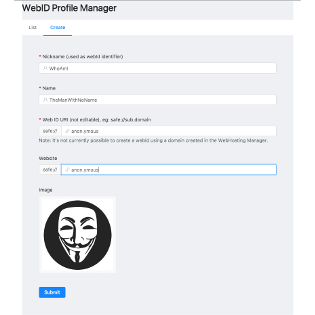 WebID Profile Manager
List Create
* Nickname (used as webId identifier)
WhoAmI
* Name
TheManWithNoName
* Web ID URI (not editable), eg: safe://sub.domain
safe:// anon.ymous
Note: It's not currently possible to create a webId using a domain created in the WebHosting Manager.
Website
safe:// anon.ymous
Image
Submit